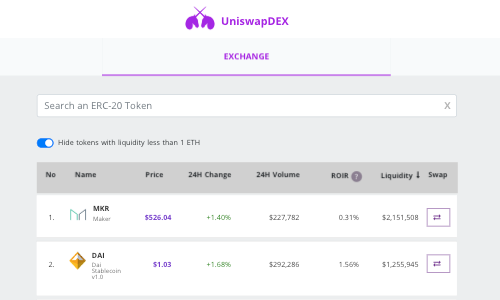 UniswapDEX
EXCHANGE
Search an ERC-20 Token X
Hide tokens with liquidity less than 1 ETH
No Name Price 24H Change 24H Volume ROIR ? Liquidity ↓ Swap
1. MKR Maker $526.04 +1.40% $227,782 0.31% $2,151,508
2. DAI Dai Stablecoin v1.0 $1.03 +1.68% $292,286 1.56% $1,255,945